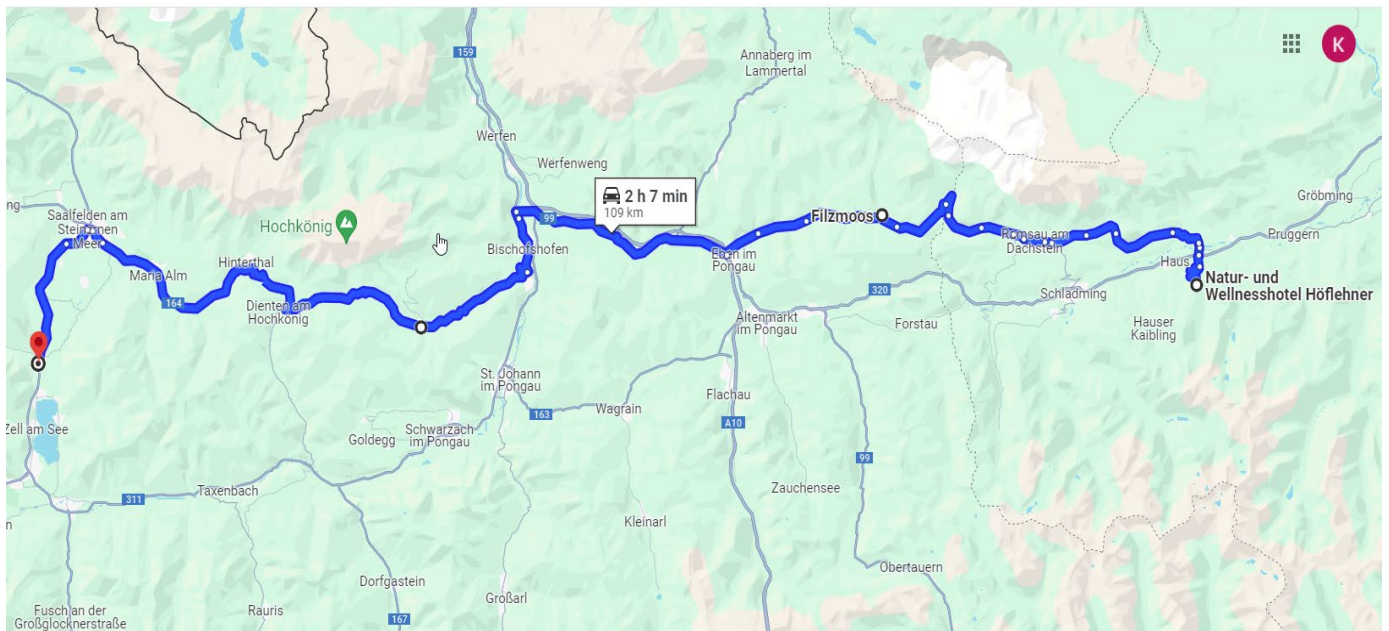 K
159
Annaberg im
Lammertal
Werfen
Werfenweng
2 h 7 min
109 km
Gröbming
ng
Saalfelden am
Steinernen
Meer
Hochkönig
99
Filzmoos
Ramsau am
Dachstein
Pruggern
Bischofshofen
Eben im
Pongau
Haus
Maria Alm
Hinterthal
164
Dienten am
Hochkönig
320
Schladming
Natur- und
Wellnesshotel Höflehner
Altenmarkt
im Pongau
Forstau
Hauser
Kaibling
St. Johann
im Pongau
Flachau
Wagrain
163
Zell am See
Goldegg
Schwarzach
im Pongau
A10
99
Taxenbach
311
Zauchensee
n
Kleinarl
Obertauern
Dorfgastein
Großarl
Fusch an der
Großglocknerstraße
Rauris
167